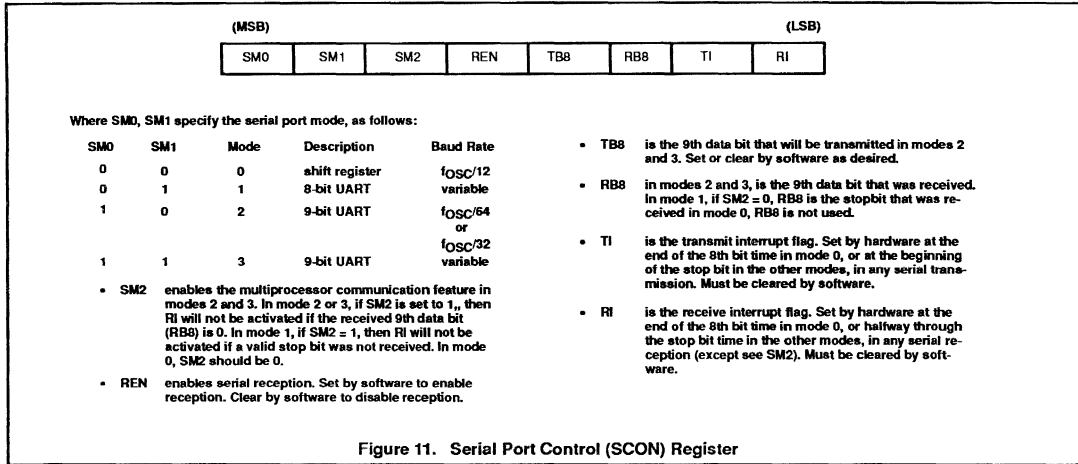 (MSB) (LSB)
SM0 SM1 SM2 REN TB8 RB8 TI RI
Where SM0, SM1 specify the serial port mode, as follows:
SM0 SM1 Mode Description Baud Rate
0 0 0 shift register fOSC/12
0 1 1 8-bit UART variable
1 0 2 9-bit UART fOSC/64
or
fOSC/32
1 1 3 9-bit UART variable
• SM2 enables the multiprocessor communication feature in
modes 2 and 3. In mode 2 or 3, if SM2 is set to 1,, then
RI will not be activated if the received 9th data bit
(RB8) is 0. In mode 1, if SM2 = 1, then RI will not be
activated if a valid stop bit was not received. In mode
0, SM2 should be 0.
• REN enables serial reception. Set by software to enable
reception. Clear by software to disable reception.
• TB8 is the 9th data bit that will be transmitted in modes 2
and 3. Set or clear by software as desired.
• RB8 in modes 2 and 3, is the 9th data bit that was received.
In mode 1, if SM2 = 0, RB8 is the stopbit that was re-
ceived in mode 0, RB8 is not used.
• TI is the transmit interrupt flag. Set by hardware at the
end of the 8th bit time in mode 0, or at the beginning
of the stop bit in the other modes, in any serial trans-
mission. Must be cleared by software.
• RI is the receive interrupt flag. Set by hardware at the
end of the 8th bit time in mode 0, or halfway through
the stop bit time in the other modes, in any serial re-
ception (except see SM2). Must be cleared by soft-
ware.
Figure 11. Serial Port Control (SCON) Register